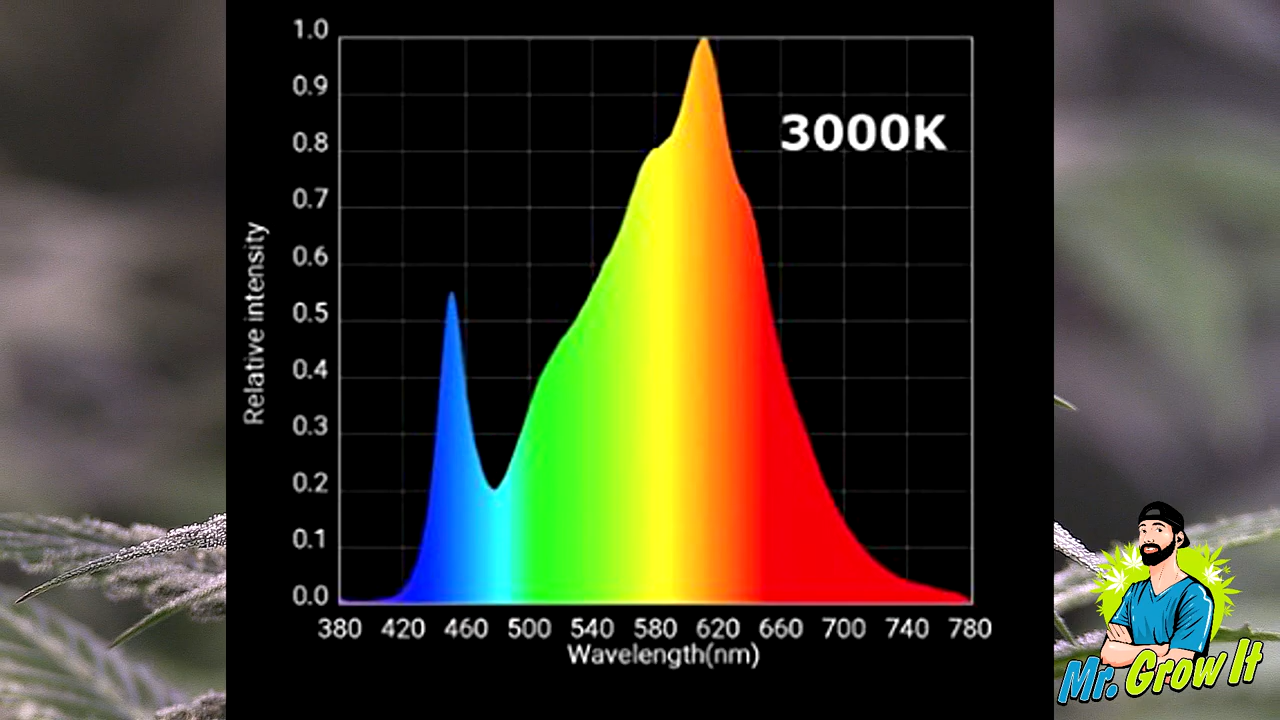 1.0
0.9
0.8
3000K
0.7
0.6
0.5
0.4
0.3
0.2
0.1
0.0
Relative intensity
380 420 460 500 540 580 620 660 700 740 780
Wavelength(nm)
Mr. Grow It